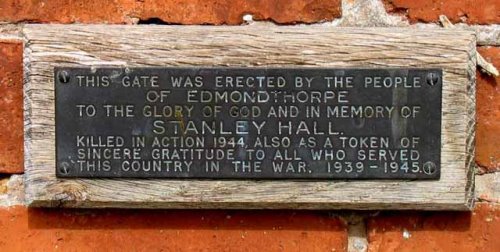 THIS GATE WAS ERECTED BY THE PEOPLE
OF EDMONDTHORPE
TO THE GLORY OF GOD AND IN MEMORY OF
STANLEY HALL.
KILLED IN ACTION 1944, ALSO AS A TOKEN OF
SINCERE GRATITUDE TO ALL WHO SERVED
THIS COUNTRY IN THE WAR. 1939-1945.